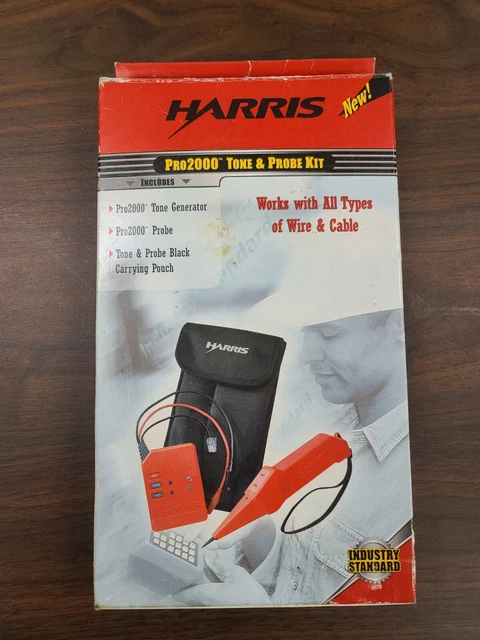 HARRIS
New!
Pro2000™ Tone & Probe Kit
Includes
Pro2000™ Tone Generator
Pro2000™ Probe
Tone & Probe Black
Carrying Pouch
Works with All Types
of Wire & Cable
HARRIS
INDUSTRY
STANDARD